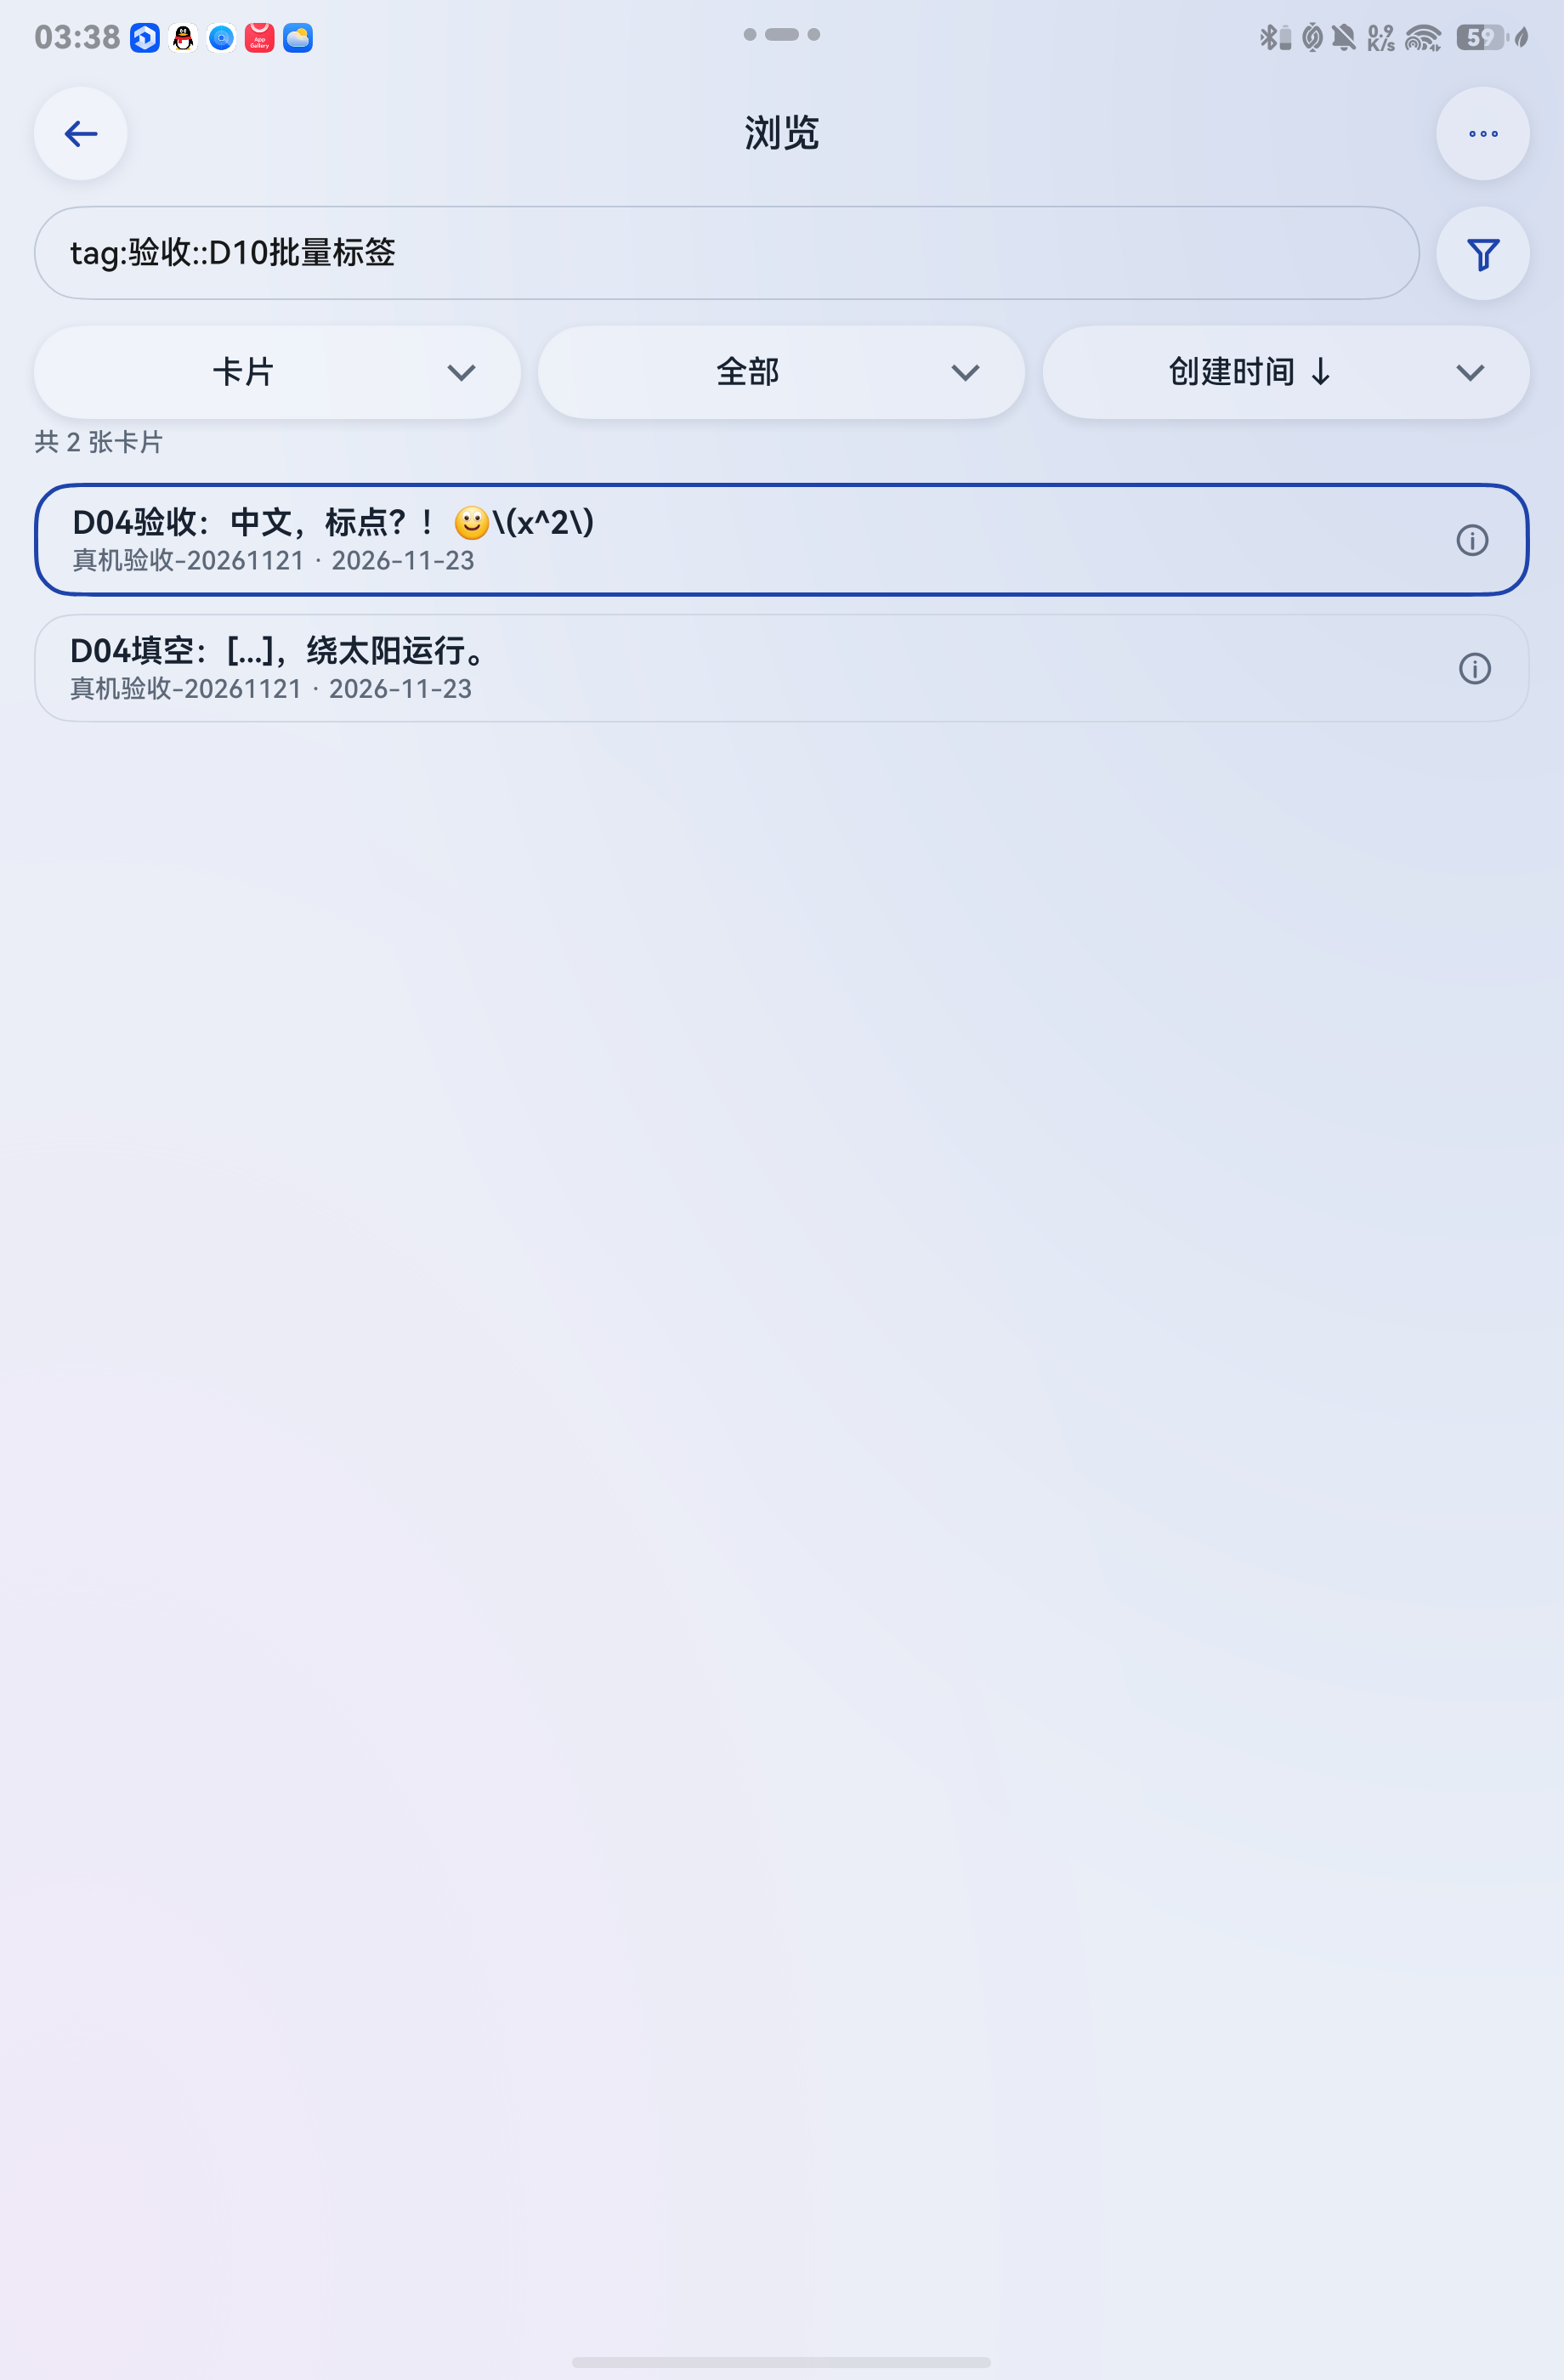 03:38
0.9 K/s
59
浏览
tag:验收::D10批量标签
卡片
全部
创建时间 ↓
共 2 张卡片
D04验收：中文，标点？！🙂\(x^2\)
真机验收-20261121 · 2026-11-23
D04填空：[...]，绕太阳运行。
真机验收-20261121 · 2026-11-23